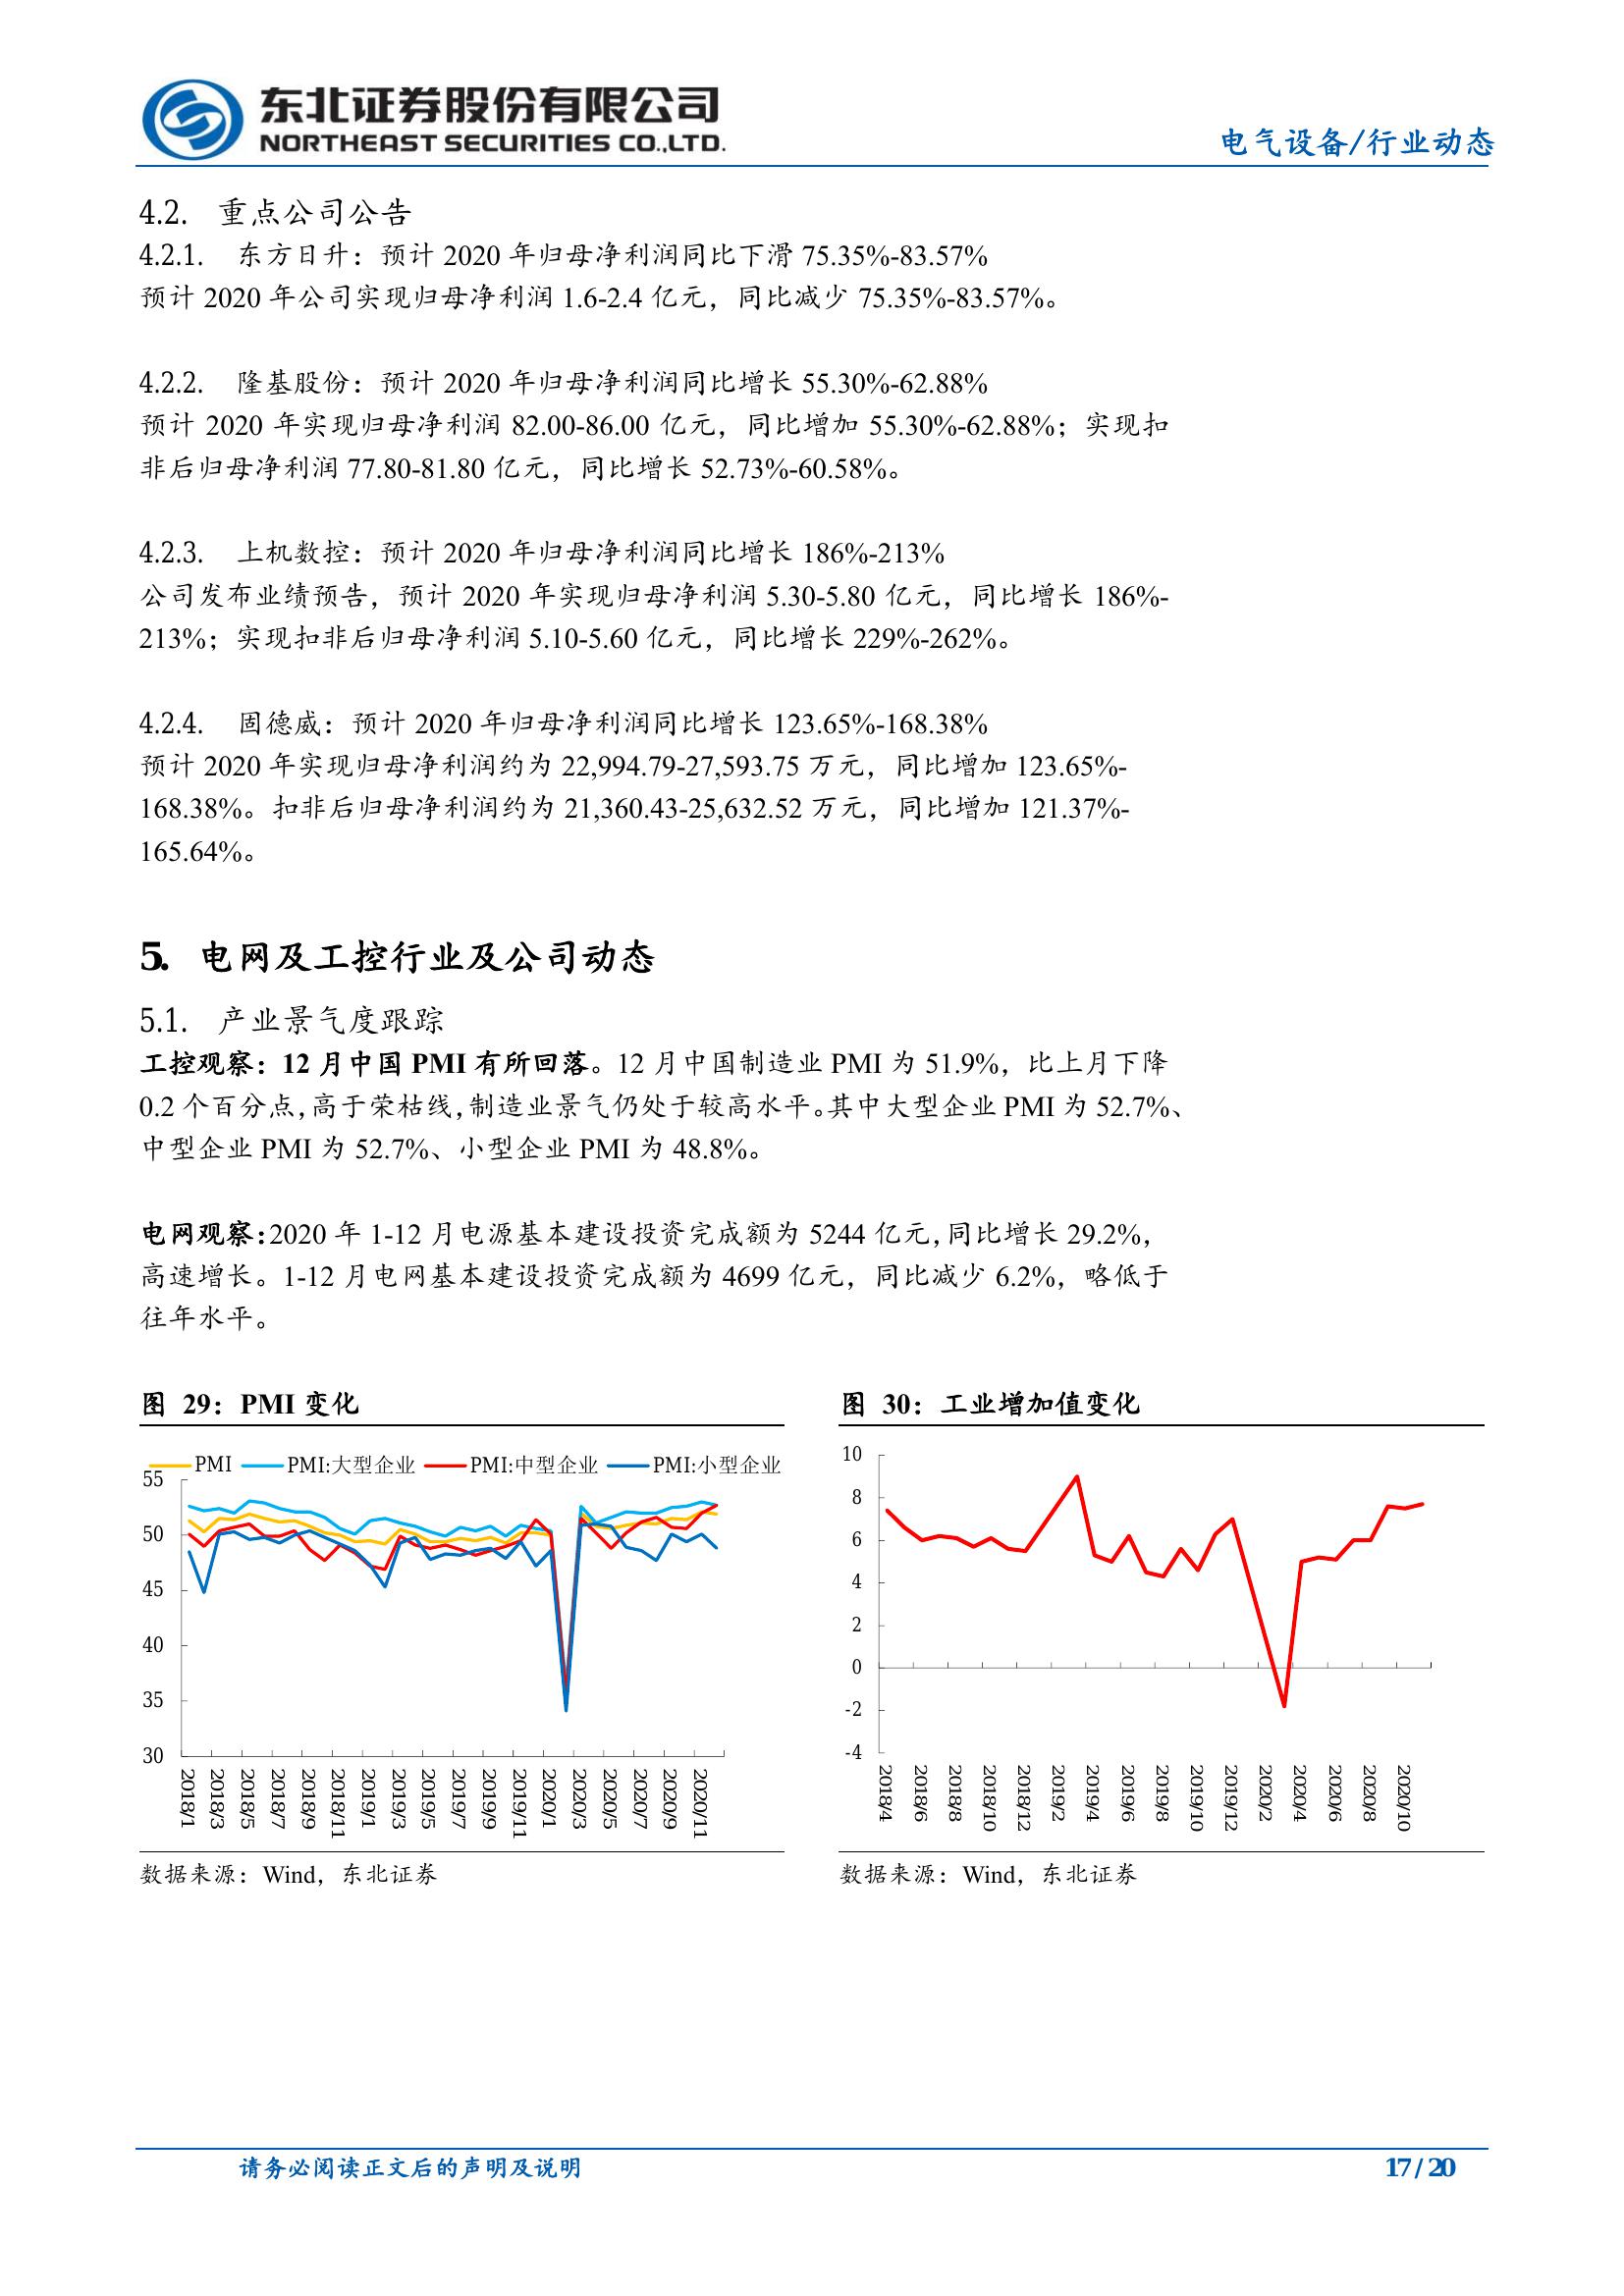 东北证券股份有限公司
NORTHEAST SECURITIES CO.,LTD.
电气设备/行业动态
4.2. 重点公司公告
4.2.1. 东方日升：预计 2020 年归母净利润同比下滑 75.35%-83.57%
预计 2020 年公司实现归母净利润 1.6-2.4 亿元，同比减少 75.35%-83.57%。
4.2.2. 隆基股份：预计 2020 年归母净利润同比增长 55.30%-62.88%
预计 2020 年实现归母净利润 82.00-86.00 亿元，同比增加 55.30%-62.88%；实现扣
非后归母净利润 77.80-81.80 亿元，同比增长 52.73%-60.58%。
4.2.3. 上机数控：预计 2020 年归母净利润同比增长 186%-213%
公司发布业绩预告，预计 2020 年实现归母净利润 5.30-5.80 亿元，同比增长 186%-
213%；实现扣非后归母净利润 5.10-5.60 亿元，同比增长 229%-262%。
4.2.4. 固德威：预计 2020 年归母净利润同比增长 123.65%-168.38%
预计 2020 年实现归母净利润约为 22,994.79-27,593.75 万元，同比增加 123.65%-
168.38%。扣非后归母净利润约为 21,360.43-25,632.52 万元，同比增加 121.37%-
165.64%。
5. 电网及工控行业及公司动态
5.1. 产业景气度跟踪
工控观察：12 月中国 PMI 有所回落。12 月中国制造业 PMI 为 51.9%，比上月下降
0.2 个百分点，高于荣枯线，制造业景气仍处于较高水平。其中大型企业 PMI 为 52.7%、
中型企业 PMI 为 52.7%、小型企业 PMI 为 48.8%。
电网观察：2020 年 1-12 月电源基本建设投资完成额为 5244 亿元，同比增长 29.2%，
高速增长。1-12 月电网基本建设投资完成额为 4699 亿元，同比减少 6.2%，略低于
往年水平。
图 29：PMI 变化
PMI PMI:大型企业 PMI:中型企业 PMI:小型企业
55
50
45
40
35
30
2018/1 2018/3 2018/5 2018/7 2018/9 2018/11 2019/1 2019/3 2019/5 2019/7 2019/9 2019/11 2020/1 2020/3 2020/5 2020/7 2020/9 2020/11
数据来源：Wind，东北证券
图 30：工业增加值变化
10
8
6
4
2
0
-2
-4
2018/4 2018/6 2018/8 2018/10 2018/12 2019/2 2019/4 2019/6 2019/8 2019/10 2019/12 2020/2 2020/4 2020/6 2020/8 2020/10
数据来源：Wind，东北证券
请务必阅读正文后的声明及说明
17 / 20